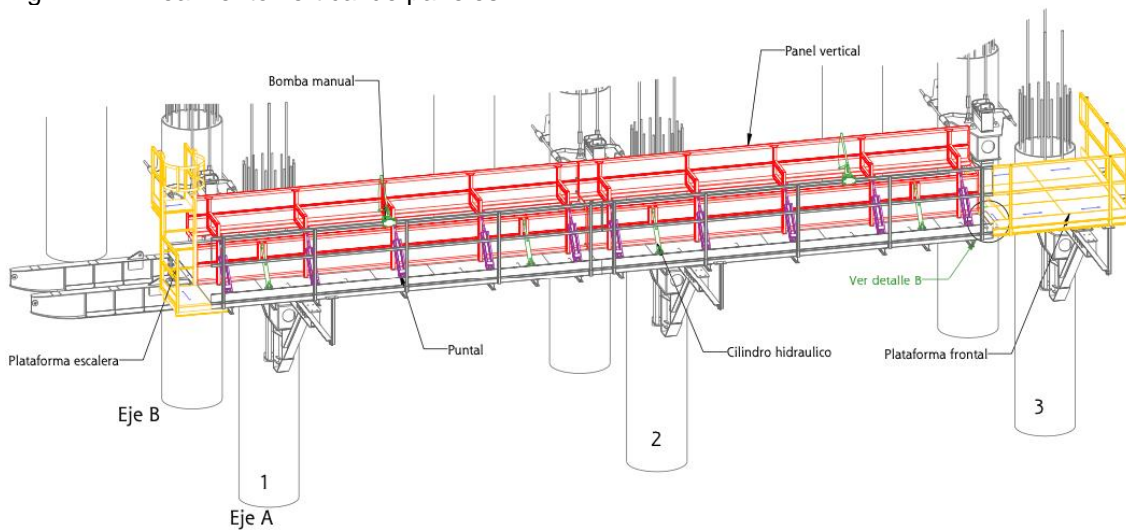 Panel vertical
Bomba manual
Ver detalle B
Plataforma escalera
Puntal
Cilindro hidraulico
Plataforma frontal
Eje B
3
2
1
Eje A